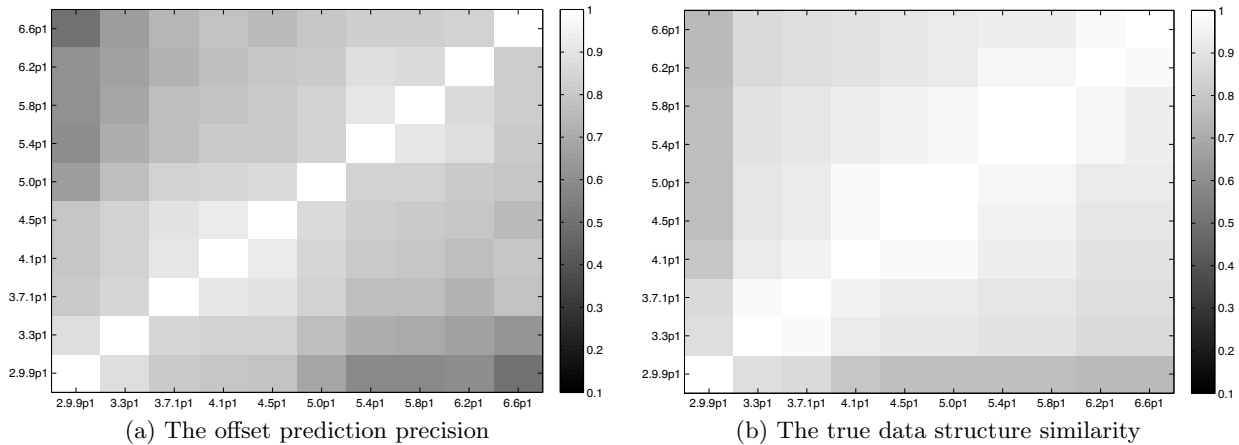 6.6p1
6.2p1
5.8p1
5.4p1
5.0p1
4.5p1
4.1p1
3.7.1p1
3.3p1
2.9.9p1
2.9.9p1 3.3p1 3.7.1p1 4.1p1 4.5p1 5.0p1 5.4p1 5.8p1 6.2p1 6.6p1
1
0.9
0.8
0.7
0.6
0.5
0.4
0.3
0.2
0.1
(a) The offset prediction precision
6.6p1
6.2p1
5.8p1
5.4p1
5.0p1
4.5p1
4.1p1
3.7.1p1
3.3p1
2.9.9p1
2.9.9p1 3.3p1 3.7.1p1 4.1p1 4.5p1 5.0p1 5.4p1 5.8p1 6.2p1 6.6p1
1
0.9
0.8
0.7
0.6
0.5
0.4
0.3
0.2
0.1
(b) The true data structure similarity